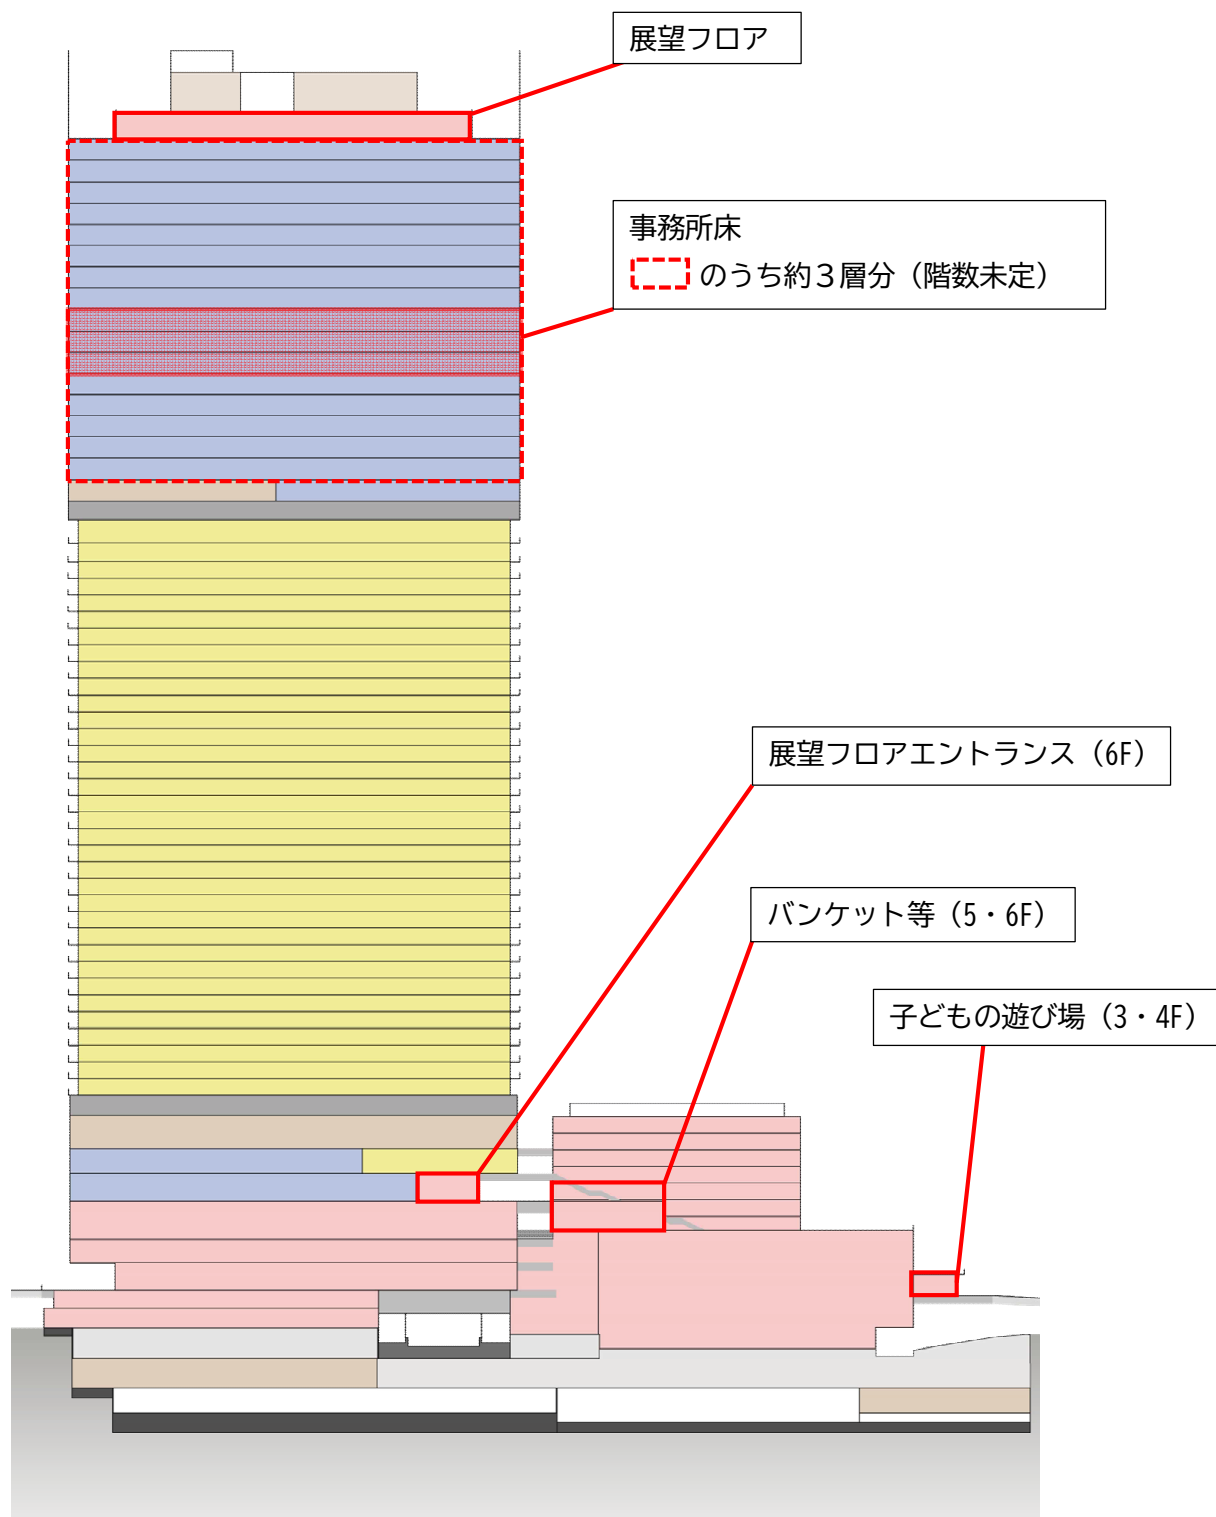 展望フロア
事務所床
のうち約３層分（階数未定）
展望フロアエントランス（6F）
バンケット等（5・6F）
子どもの遊び場（3・4F）